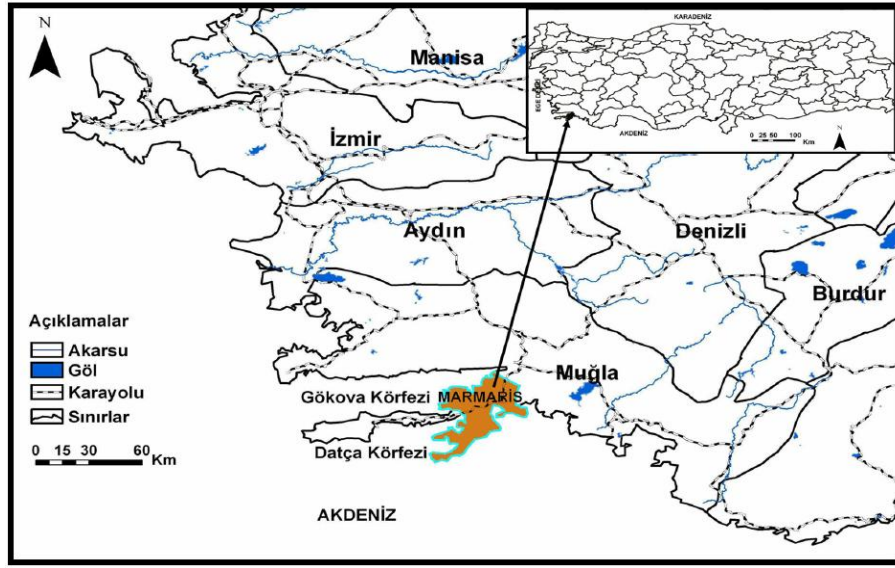 N
Manisa
İzmir
Aydın
Denizli
Burdur
Muğla
Gökova Körfezi
MARMARİS
Datça Körfezi
AKDENİZ
Açıklamalar
Akarsu
Göl
Karayolu
Sınırlar
0 15 30 60
Km
KARADENİZ
AKDENİZ
0 25 50 100
Km
N